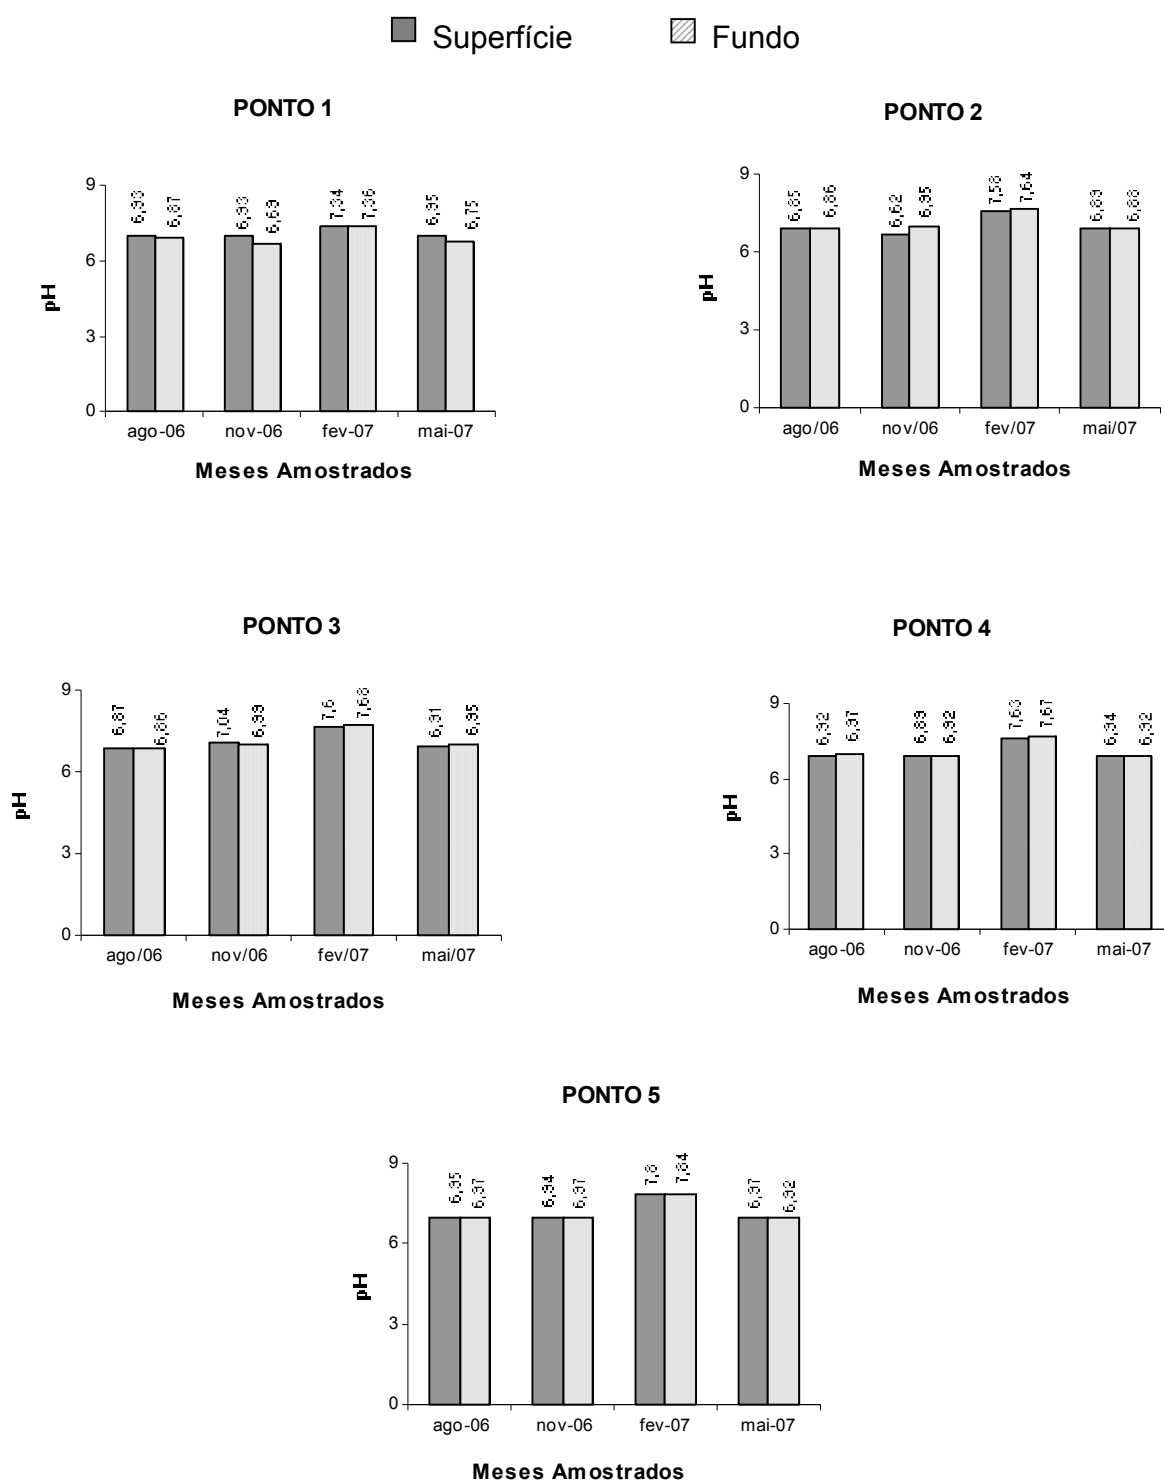 Superfície Fundo
PONTO 1
6,93 6,87 6,93 6,69 7,34 7,36 6,95 6,75
9
6
3
0
pH
ago-06 nov-06 fev-07 mai-07
Meses Amostrados
PONTO 2
6,85 6,86 6,62 6,95 7,58 7,64 6,89 6,88
9
6
3
0
pH
ago/06 nov/06 fev/07 mai/07
Meses Amostrados
PONTO 3
6,87 6,86 7,04 6,99 7,6 7,68 6,91 6,95
9
6
3
0
pH
ago/06 nov/06 fev/07 mai/07
Meses Amostrados
PONTO 4
6,92 6,97 6,89 6,92 7,63 7,67 6,94 6,92
9
6
3
0
pH
ago-06 nov-06 fev-07 mai-07
Meses Amostrados
PONTO 5
6,95 6,97 6,94 6,97 7,8 7,84 6,97 6,92
9
6
3
0
pH
ago-06 nov-06 fev-07 mai-07
Meses Amostrados